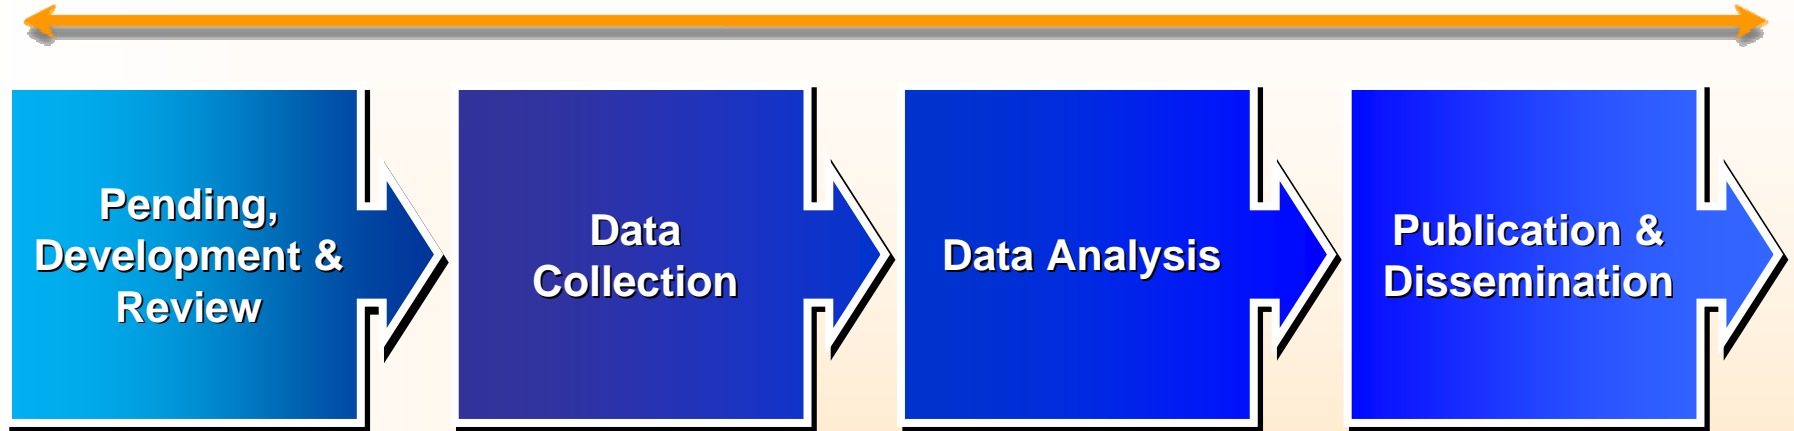 Pending,
Development &
Review
Data
Collection
Data Analysis
Publication &
Dissemination